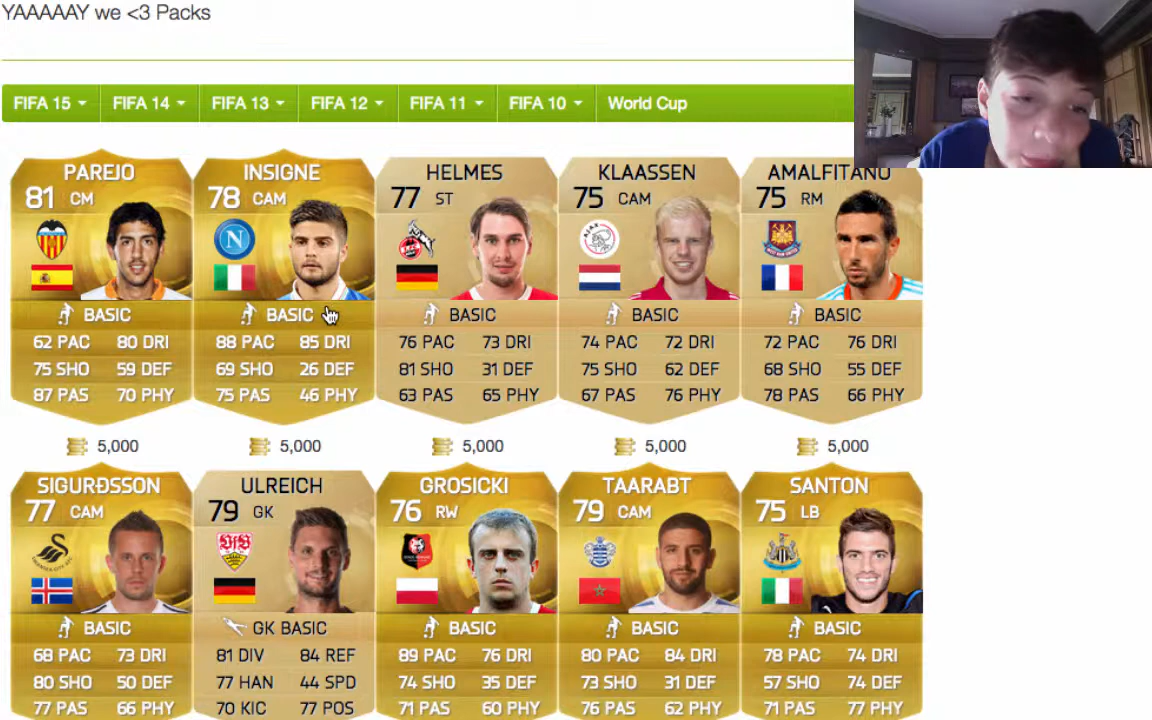 YAAAAAY we <3 Packs
FIFA 15 FIFA 14 FIFA 13 FIFA 12 FIFA 11 FIFA 10 World Cup
PAREJO INSIGNE HELMES KLAASSEN AMALFITANO
81 CM 78 CAM 77 ST 75 CAM 75 RM
BASIC BASIC BASIC BASIC BASIC
62 PAC 80 DRI 88 PAC 85 DRI 76 PAC 73 DRI 74 PAC 72 DRI 72 PAC 76 DRI
75 SHO 59 DEF 69 SHO 26 DEF 81 SHO 31 DEF 75 SHO 62 DEF 68 SHO 55 DEF
87 PAS 70 PHY 75 PAS 46 PHY 63 PAS 65 PHY 67 PAS 76 PHY 78 PAS 66 PHY
5,000 5,000 5,000 5,000 5,000
SIGURÐSSON ULREICH GROSICKI TAARABT SANTON
77 CAM 79 GK 76 RW 79 CAM 75 LB
BASIC GK BASIC BASIC BASIC BASIC
68 PAC 73 DRI 81 DIV 84 REF 89 PAC 76 DRI 80 PAC 84 DRI 78 PAC 74 DRI
80 SHO 50 DEF 77 HAN 44 SPD 74 SHO 35 DEF 73 SHO 31 DEF 57 SHO 74 DEF
77 PAS 66 PHY 70 KIC 77 POS 71 PAS 60 PHY 76 PAS 62 PHY 71 PAS 77 PHY